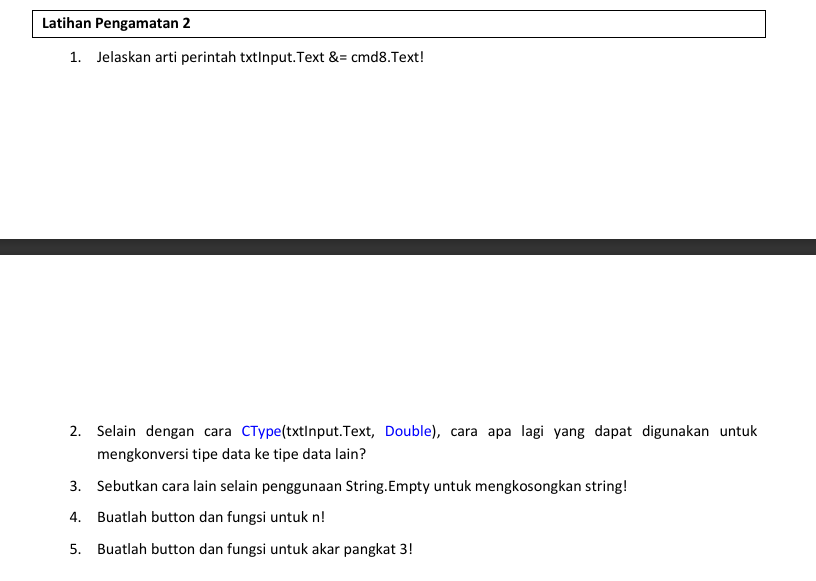 Latihan Pengamatan 2
1. Jelaskan arti perintah txtInput.Text &= cmd8.Text!
2. Selain dengan cara CType(txtInput.Text, Double), cara apa lagi yang dapat digunakan untuk
mengkonversi tipe data ke tipe data lain?
3. Sebutkan cara lain selain penggunaan String.Empty untuk mengkosongkan string!
4. Buatlah button dan fungsi untuk n!
5. Buatlah button dan fungsi untuk akar pangkat 3!